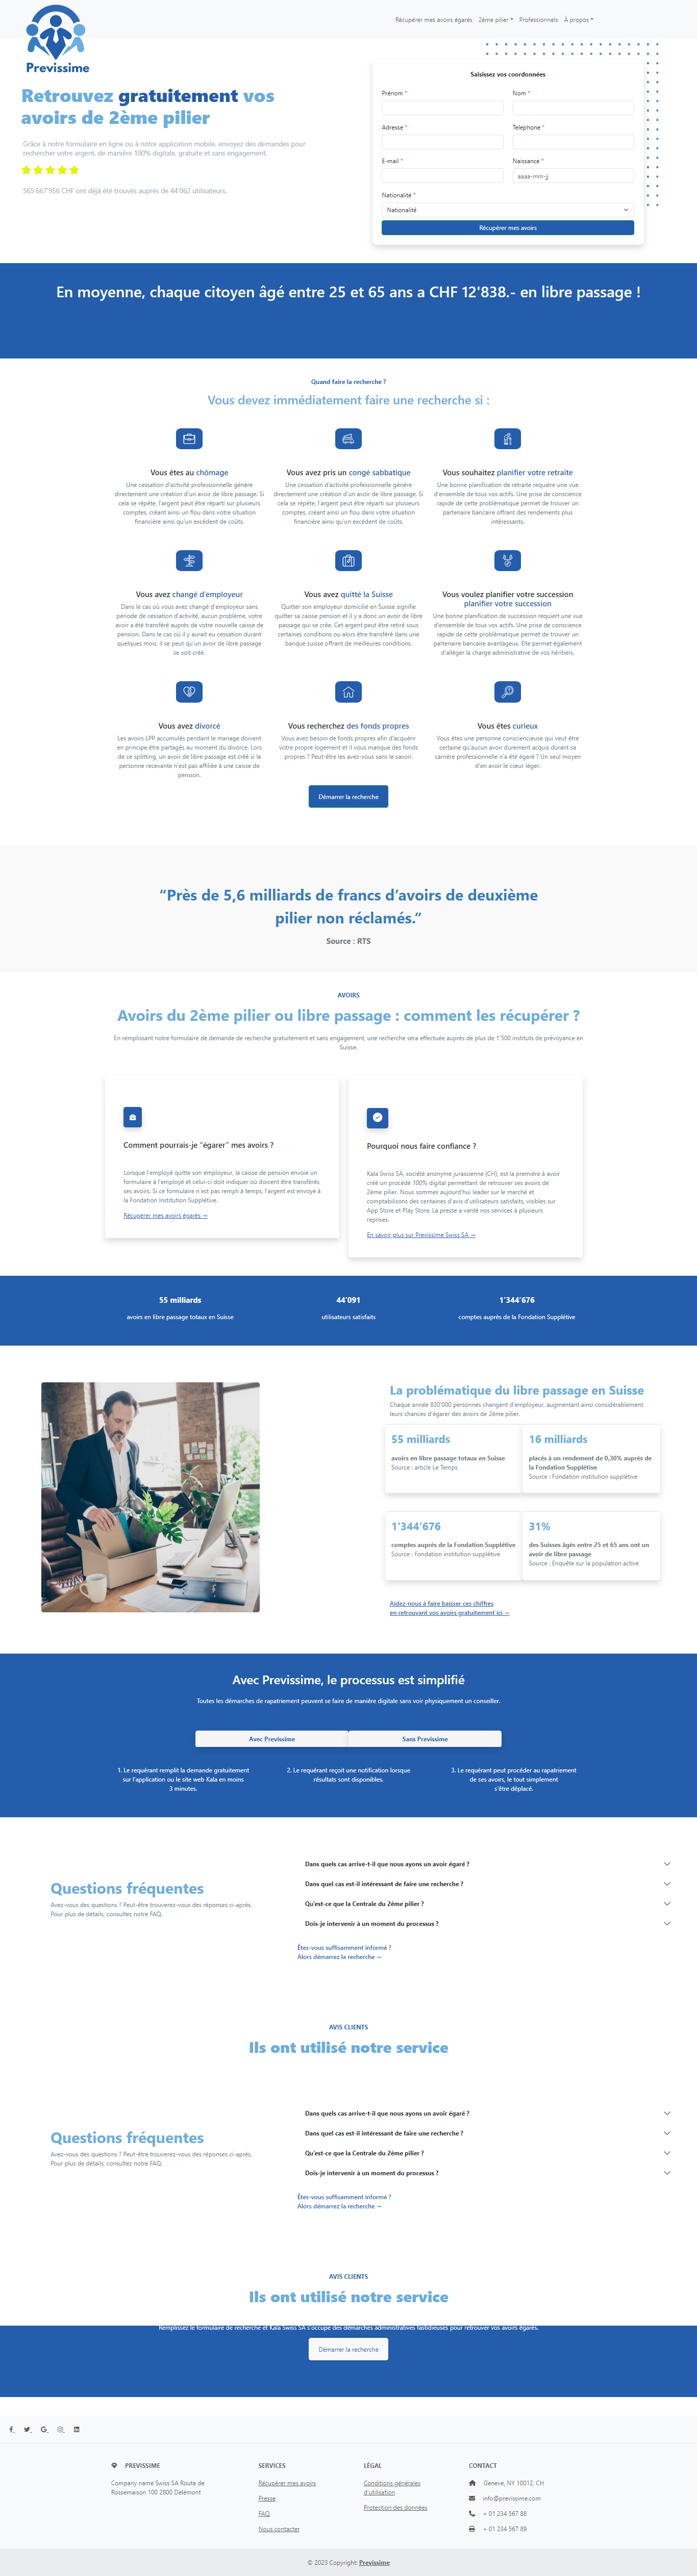 Previssime
Récupérer mes avoirs égarés 2ème pilier Professionnels À propos
Retrouvez gratuitement vos
avoirs de 2ème pilier
Grâce à notre formulaire en ligne ou à notre application mobile, envoyez des demandes pour
rechercher votre argent, de manière 100% digitale, gratuite et sans engagement.
565'667'956 CHF ont déjà été trouvés auprès de 44'062 utilisateurs.
Saisissez vos coordonnées
Prénom * Nom *
Adresse * Telephone *
E-mail * Naissance *
aaaa-mm-jj
Nationalité *
Nationalité
Récupérer mes avoirs
En moyenne, chaque citoyen âgé entre 25 et 65 ans a CHF 12'838.- en libre passage !
Quand faire la recherche ?
Vous devez immédiatement faire une recherche si :
Vous êtes au chômage
Une cessation d'activité professionnelle génère
directement une création d'un avoir de libre passage. Si
cela se répète, l'argent peut être réparti sur plusieurs
comptes, créant ainsi un flou dans votre situation
financière ainsi qu'un excédent de coûts.
Vous avez pris un congé sabbatique
Une cessation d'activité professionnelle génère
directement une création d'un avoir de libre passage. Si
cela se répète, l'argent peut être réparti sur plusieurs
comptes, créant ainsi un flou dans votre situation
financière ainsi qu'un excédent de coûts.
Vous souhaitez planifier votre retraite
Une bonne planification de retraite requière une vue
d'ensemble de tous vos actifs. Une prise de conscience
rapide de cette problématique permet de trouver un
partenaire bancaire offrant des rendements plus
intéressants.
Vous avez changé d'employeur
Dans le cas où vous avez changé d'employeur sans
période de cessation d'activité, aucun problème, votre
avoir a été transféré auprès de votre nouvelle caisse de
pension. Dans le cas où il y aurait eu cessation durant
quelques mois, il se peut qu'un avoir de libre passage
se soit créé.
Vous avez quitté la Suisse
Quitter son employeur domicilié en Suisse signifie
quitter sa caisse pension et il y a donc un avoir de libre
passage qui se crée. Cet argent peut être retiré sous
certaines conditions ou alors être transféré dans une
banque suisse offrant de meilleures conditions.
Vous voulez planifier votre succession
planifier votre succession
Une bonne planification de succession requiert une vue
d'ensemble de tous vos actifs. Une prise de conscience
rapide de cette problématique permet de trouver un
partenaire bancaire avantageux. Elle permet également
d'alléger la charge administrative de vos héritiers.
Vous avez divorcé
Les avoirs LPP accumulés pendant le mariage doivent
en principe être partagés au moment du divorce. Lors
de ce splitting, un avoir de libre passage est créé si la
personne recevante n'est pas affiliée à une caisse de
pension.
Vous recherchez des fonds propres
Vous avez besoin de fonds propres afin d'acquérir
votre propre logement et il vous manque des fonds
propres ? Peut-être les avez-vous sans le savoir.
Vous êtes curieux
Vous êtes une personne consciencieuse qui veut être
certaine qu'aucun avoir durement acquis durant sa
carrière professionnelle n'a été égaré ? Un seul moyen
d'en avoir le cœur léger.
Démarrer la recherche
“Près de 5,6 milliards de francs d’avoirs de deuxième
pilier non réclamés.”
Source : RTS
AVOIRS
Avoirs du 2ème pilier ou libre passage : comment les récupérer ?
En remplissant notre formulaire de demande de recherche gratuitement et sans engagement, une recherche sera effectuée auprès de plus de 1'500 instituts de prévoyance en
Suisse.
Comment pourrais-je “égarer” mes avoirs ?
Lorsque l'employé quitte son employeur, la caisse de pension envoie un
formulaire à l'employé et celui-ci doit indiquer où doivent être transférés
ses avoirs. Si ce formulaire n'est pas rempli à temps, l'argent est envoyé à
la Fondation Institution Supplétive.
Récupérer mes avoirs égarés →
Pourquoi nous faire confiance ?
Kala Swiss SA, société anonyme jurassienne (CH), est la première à avoir
créé un procédé 100% digital permettant de retrouver ses avoirs de
2ème pilier. Nous sommes aujourd'hui leader sur le marché et
comptabilisons des centaines d'avis d'utilisateurs satisfaits, visibles sur
App Store et Play Store. La presse a vanté nos services à plusieurs
reprises.
En savoir plus sur Previssime Swiss SA →
55 milliards 44'091 1'344'676
avoirs en libre passage totaux en Suisse utilisateurs satisfaits comptes auprès de la Fondation Supplétive
La problématique du libre passage en Suisse
Chaque année 830'000 personnes changent d'employeur, augmentant ainsi considérablement
leurs chances d'égarer des avoirs de 2ème pilier.
55 milliards
avoirs en libre passage totaux en Suisse
Source : article Le Temps
16 milliards
placés à un rendement de 0,30% auprès de
la Fondation Supplétive
Source : Fondation institution supplétive
1'344'676
comptes auprès de la Fondation Supplétive
Source : Fondation institution supplétive
31%
des Suisses âgés entre 25 et 65 ans ont un
avoir de libre passage
Source : Enquête sur la population active
Aidez-nous à faire baisser ces chiffres
en retrouvant vos avoirs gratuitement ici →
Avec Previssime, le processus est simplifié
Toutes les démarches de rapatriement peuvent se faire de manière digitale sans voir physiquement un conseiller.
Avec Previssime Sans Previssime
1. Le requérant remplit la demande gratuitement
sur l'application ou le site web Kala en moins
3 minutes.
2. Le requérant reçoit une notification lorsque
résultats sont disponibles.
3. Le requérant peut procéder au rapatriement
de ses avoirs, le tout simplement
s'être déplacé.
Questions fréquentes
Avez-vous des questions ? Peut-être trouverez-vous des réponses ci-après.
Pour plus de détails, consultez notre FAQ.
Dans quels cas arrive-t-il que nous ayons un avoir égaré ?
Dans quel cas est-il intéressant de faire une recherche ?
Qu'est-ce que la Centrale du 2ème pilier ?
Dois-je intervenir à un moment du processus ?
Êtes-vous suffisamment informé ?
Alors démarrez la recherche →
AVIS CLIENTS
Ils ont utilisé notre service
Questions fréquentes
Avez-vous des questions ? Peut-être trouverez-vous des réponses ci-après.
Pour plus de détails, consultez notre FAQ.
Dans quels cas arrive-t-il que nous ayons un avoir égaré ?
Dans quel cas est-il intéressant de faire une recherche ?
Qu'est-ce que la Centrale du 2ème pilier ?
Dois-je intervenir à un moment du processus ?
Êtes-vous suffisamment informé ?
Alors démarrez la recherche →
AVIS CLIENTS
Ils ont utilisé notre service
Remplissez le formulaire de recherche et Kala Swiss SA s'occupe des démarches administratives fastidieuses pour retrouver vos avoirs égarés.
Démarrer la recherche
PREVISSIME
Company name Swiss SA Route de
Rossemaison 100 2800 Delémont
SERVICES
Récupérer mes avoirs
Presse
FAQ
Nous contacter
LÉGAL
Conditions générales
d'utilisation
Protection des données
CONTACT
Geneve, NY 10012, CH
info@previssime.com
+ 01 234 567 88
+ 01 234 567 89
© 2023 Copyright: Previssime